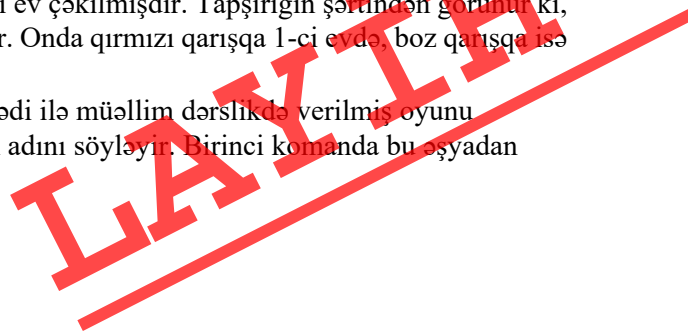 i ev çəkilmişdir. Tapşırığın şərtindən görünür ki,
r. Onda qırmızı qarışqa 1-ci evdə, boz qarışqa isə
ədi ilə müəllim dərslikdə verilmiş oyunu
adını söyləyir. Birinci komanda bu əşyadan
LAYİH